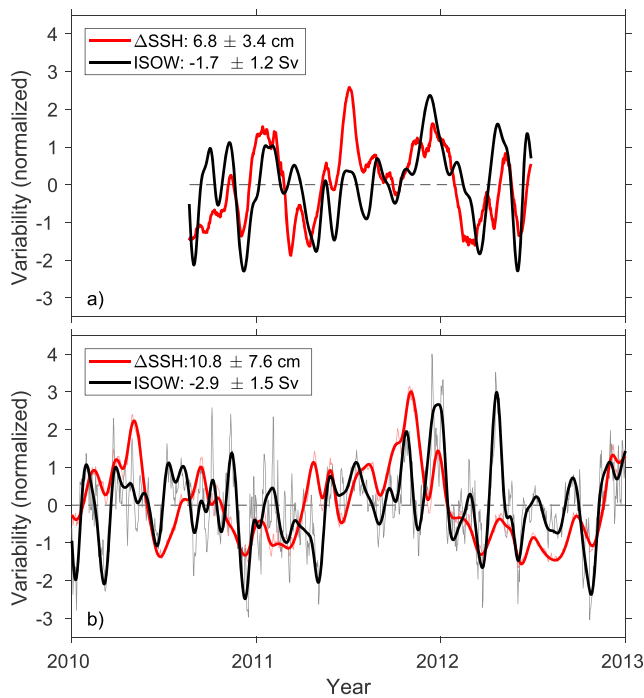 4
3
2
1
0
-1
-2
-3
Variability (normalized)
ΔSSH: 6.8 ± 3.4 cm
ISOW: -1.7 ± 1.2 Sv
a)
4
3
2
1
0
-1
-2
-3
Variability (normalized)
ΔSSH:10.8 ± 7.6 cm
ISOW: -2.9 ± 1.5 Sv
b)
2010 2011 2012 2013
Year